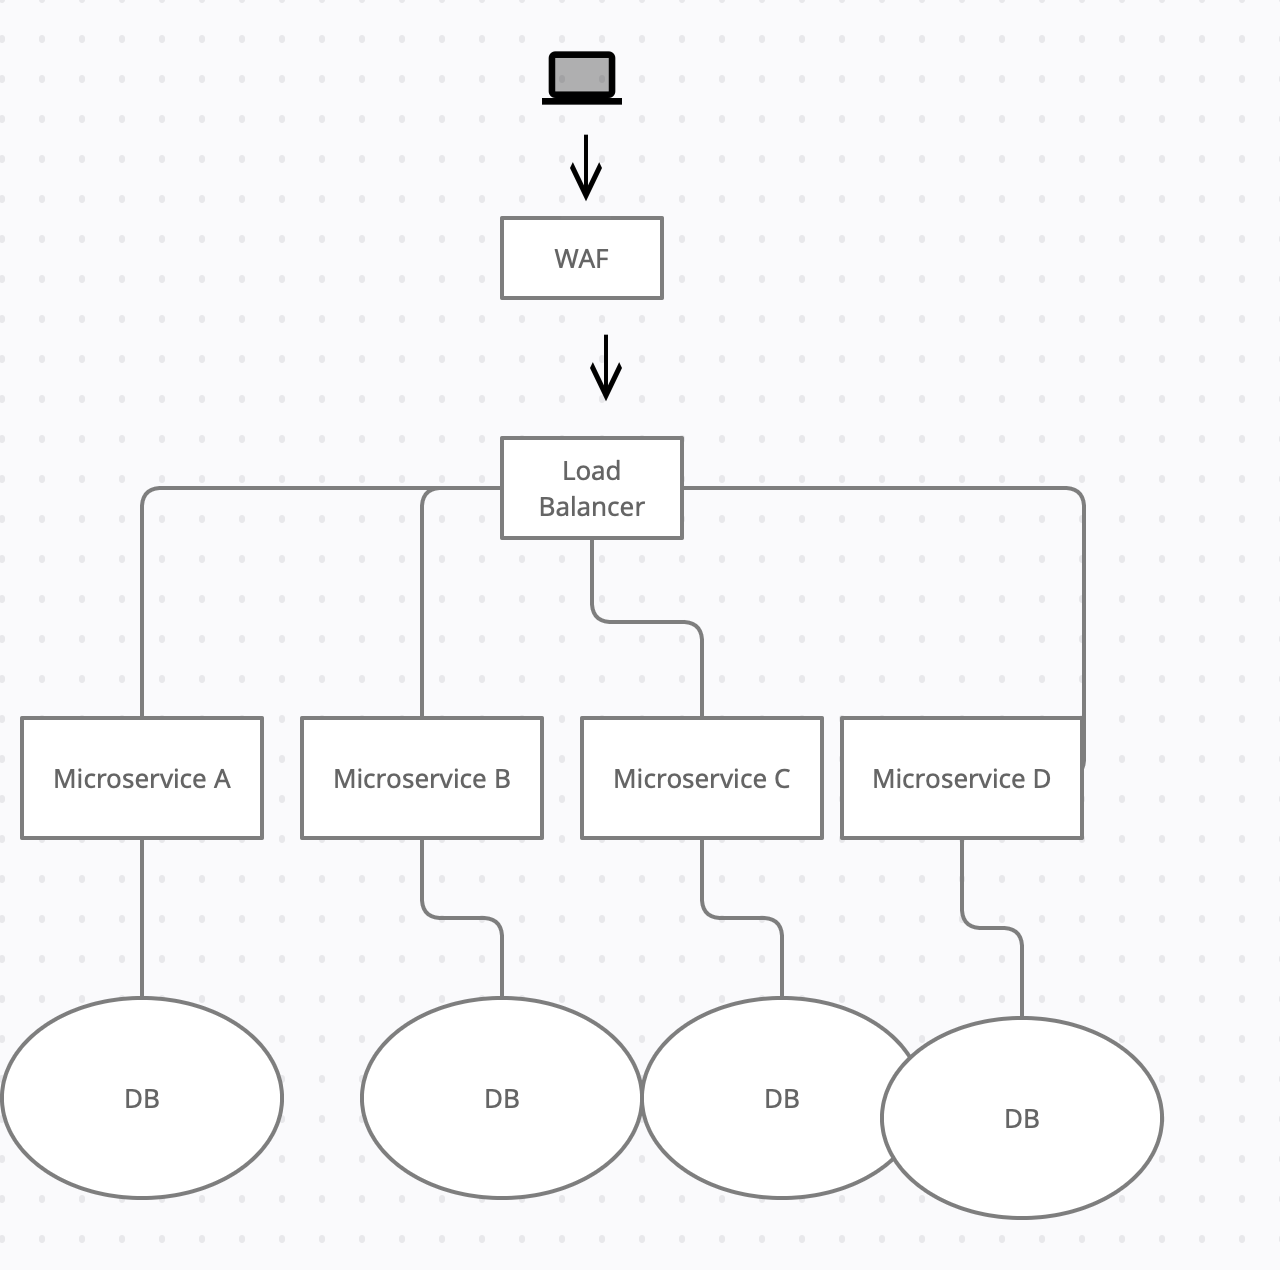 WAF
Load
Balancer
Microservice A
Microservice B
Microservice C
Microservice D
DB
DB
DB
DB